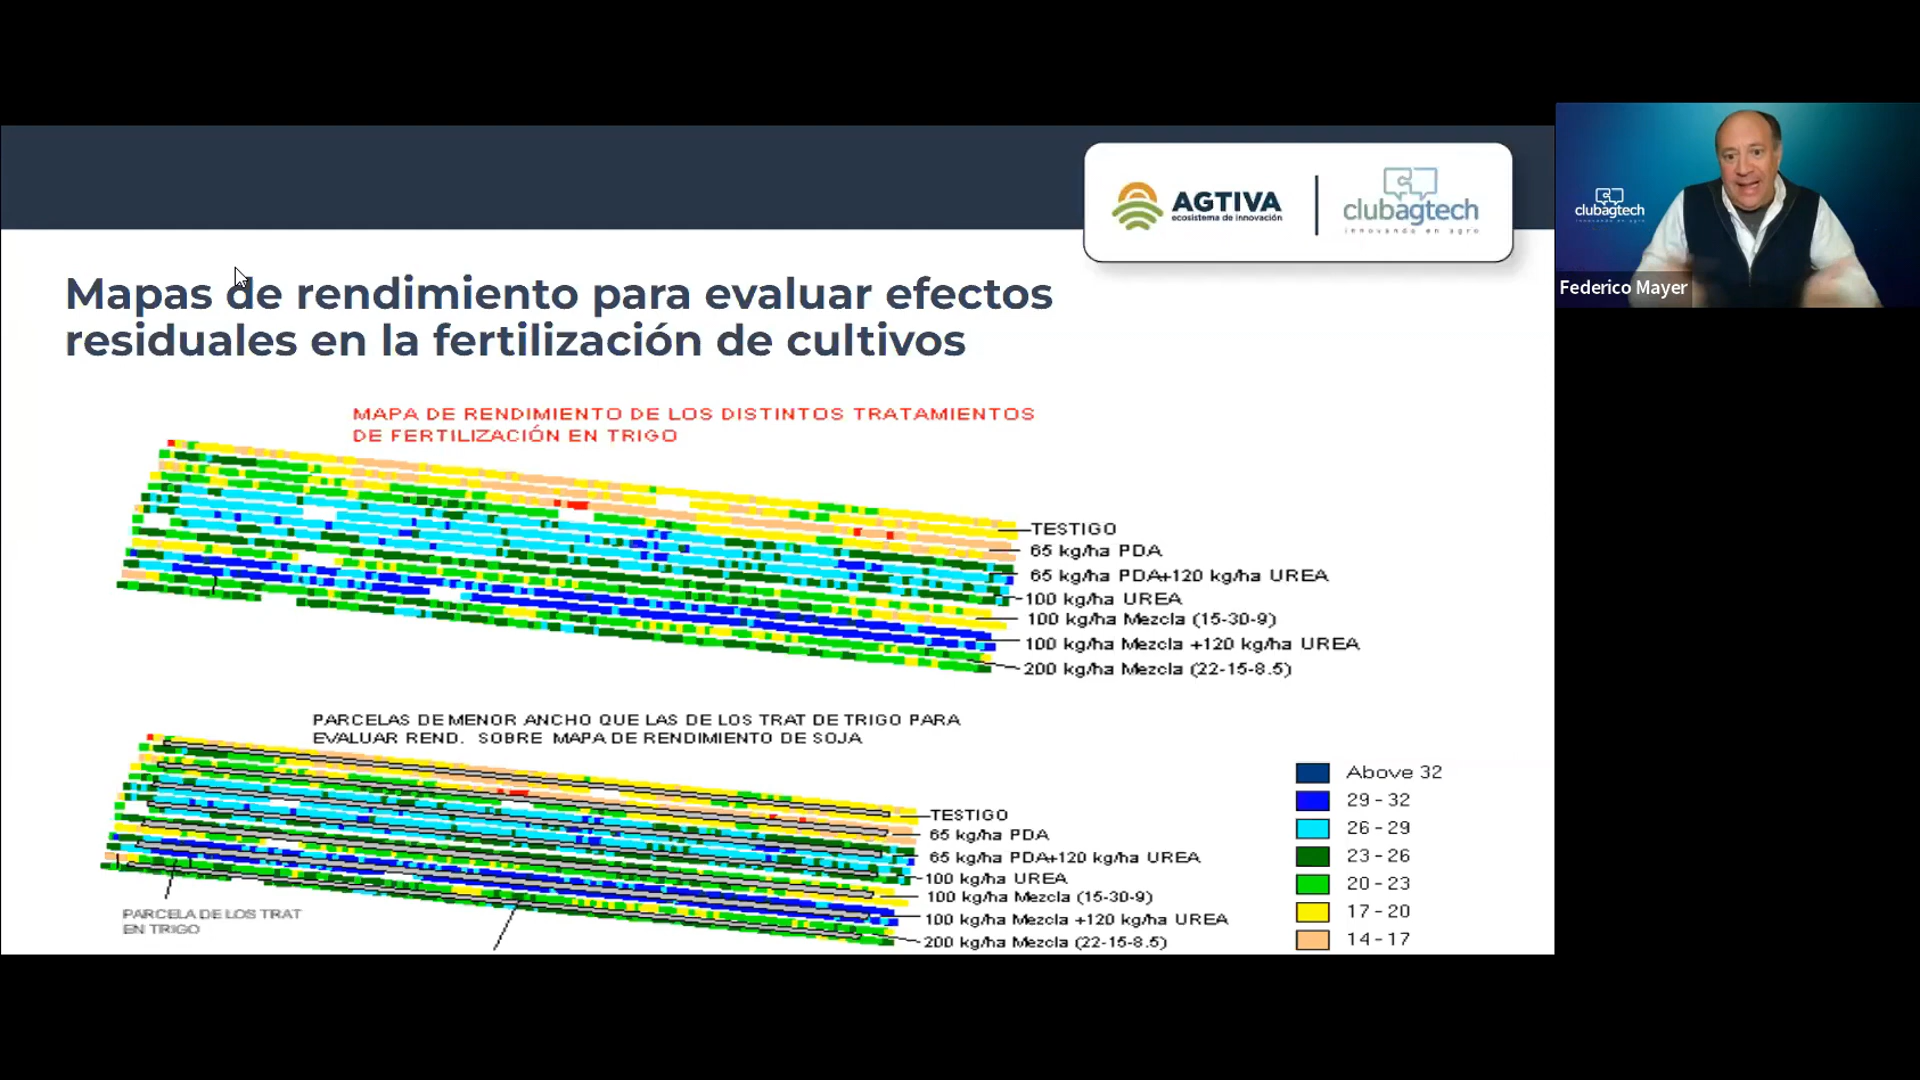 AGTIVA
ecosistema de innovación
clubagtech
innovando en agro
clubagtech
Federico Mayer
Mapas de rendimiento para evaluar efectos
residuales en la fertilización de cultivos
MAPA DE RENDIMIENTO DE LOS DISTINTOS TRATAMIENTOS
DE FERTILIZACIÓN EN TRIGO
TESTIGO
65 kg/ha PDA
65 kg/ha PDA+120 kg/ha UREA
100 kg/ha UREA
100 kg/ha Mezcla (15-30-9)
100 kg/ha Mezcla +120 kg/ha UREA
200 kg/ha Mezcla (22-15-8.5)
PARCELAS DE MENOR ANCHO QUE LAS DE LOS TRAT DE TRIGO PARA
EVALUAR REND. SOBRE MAPA DE RENDIMIENTO DE SOJA
TESTIGO
65 kg/ha PDA
65 kg/ha PDA+120 kg/ha UREA
100 kg/ha UREA
100 kg/ha Mezcla (15-30-9)
100 kg/ha Mezcla +120 kg/ha UREA
200 kg/ha Mezcla (22-15-8.5)
PARCELA DE LOS TRAT
EN TRIGO
Above 32
29 - 32
26 - 29
23 - 26
20 - 23
17 - 20
14 - 17